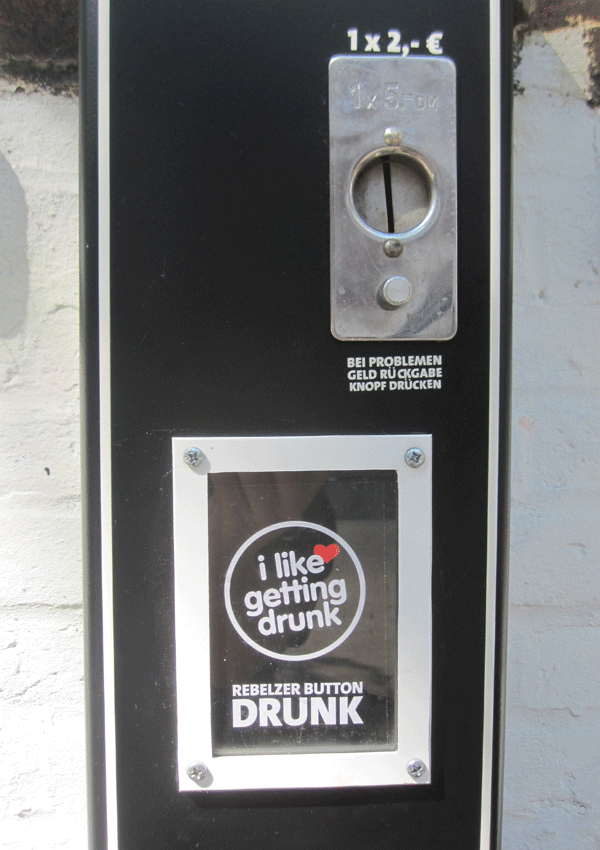 1 x 2,- €
1 x 5.- DM
BEI PROBLEMEN
GELD RÜCKGABE
KNOPF DRÜCKEN
i like
getting
drunk
REBELZER BUTTON
DRUNK